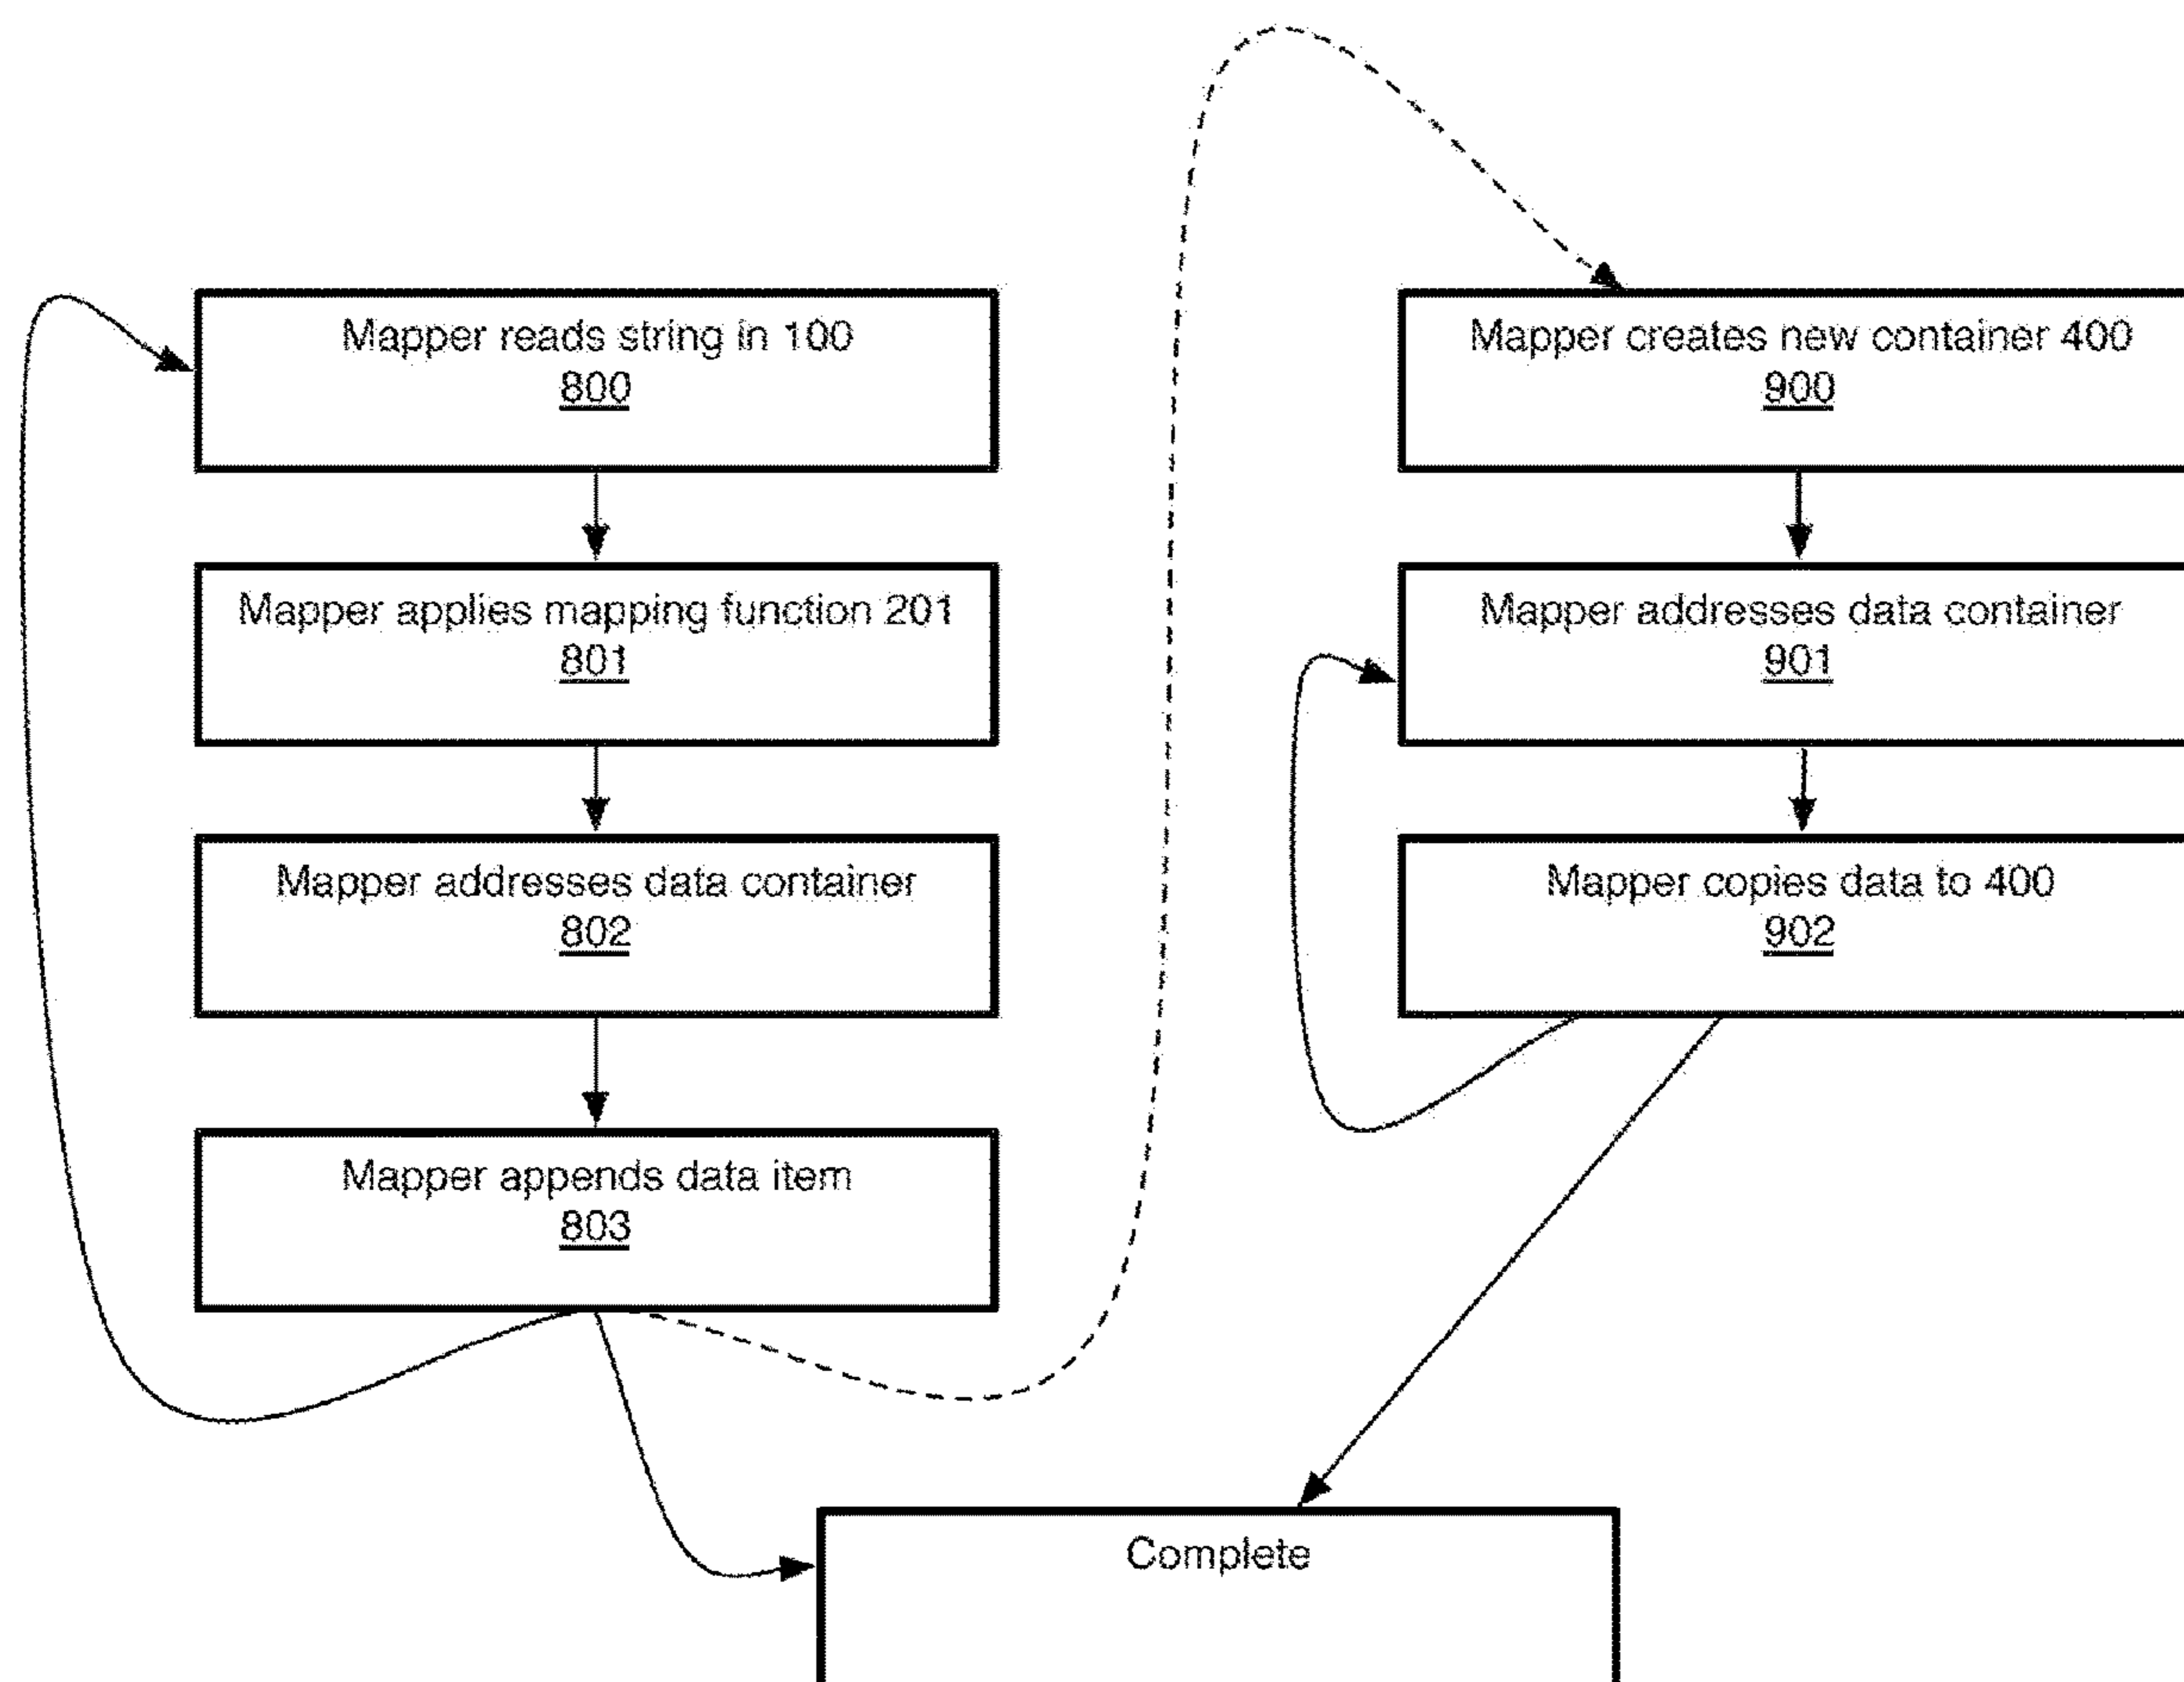 Mapper reads string in 100
800
Mapper applies mapping function 201
801
Mapper addresses data container
802
Mapper appends data item
803
Mapper creates new container 400
900
Mapper addresses data container
901
Mapper copies data to 400
902
Complete